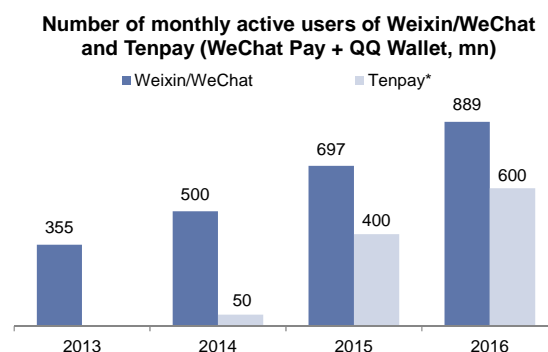 Number of monthly active users of Weixin/WeChat
and Tenpay (WeChat Pay + QQ Wallet, mn)
Weixin/WeChat Tenpay*
889
697
600
500
400
355
50
2013 2014 2015 2016